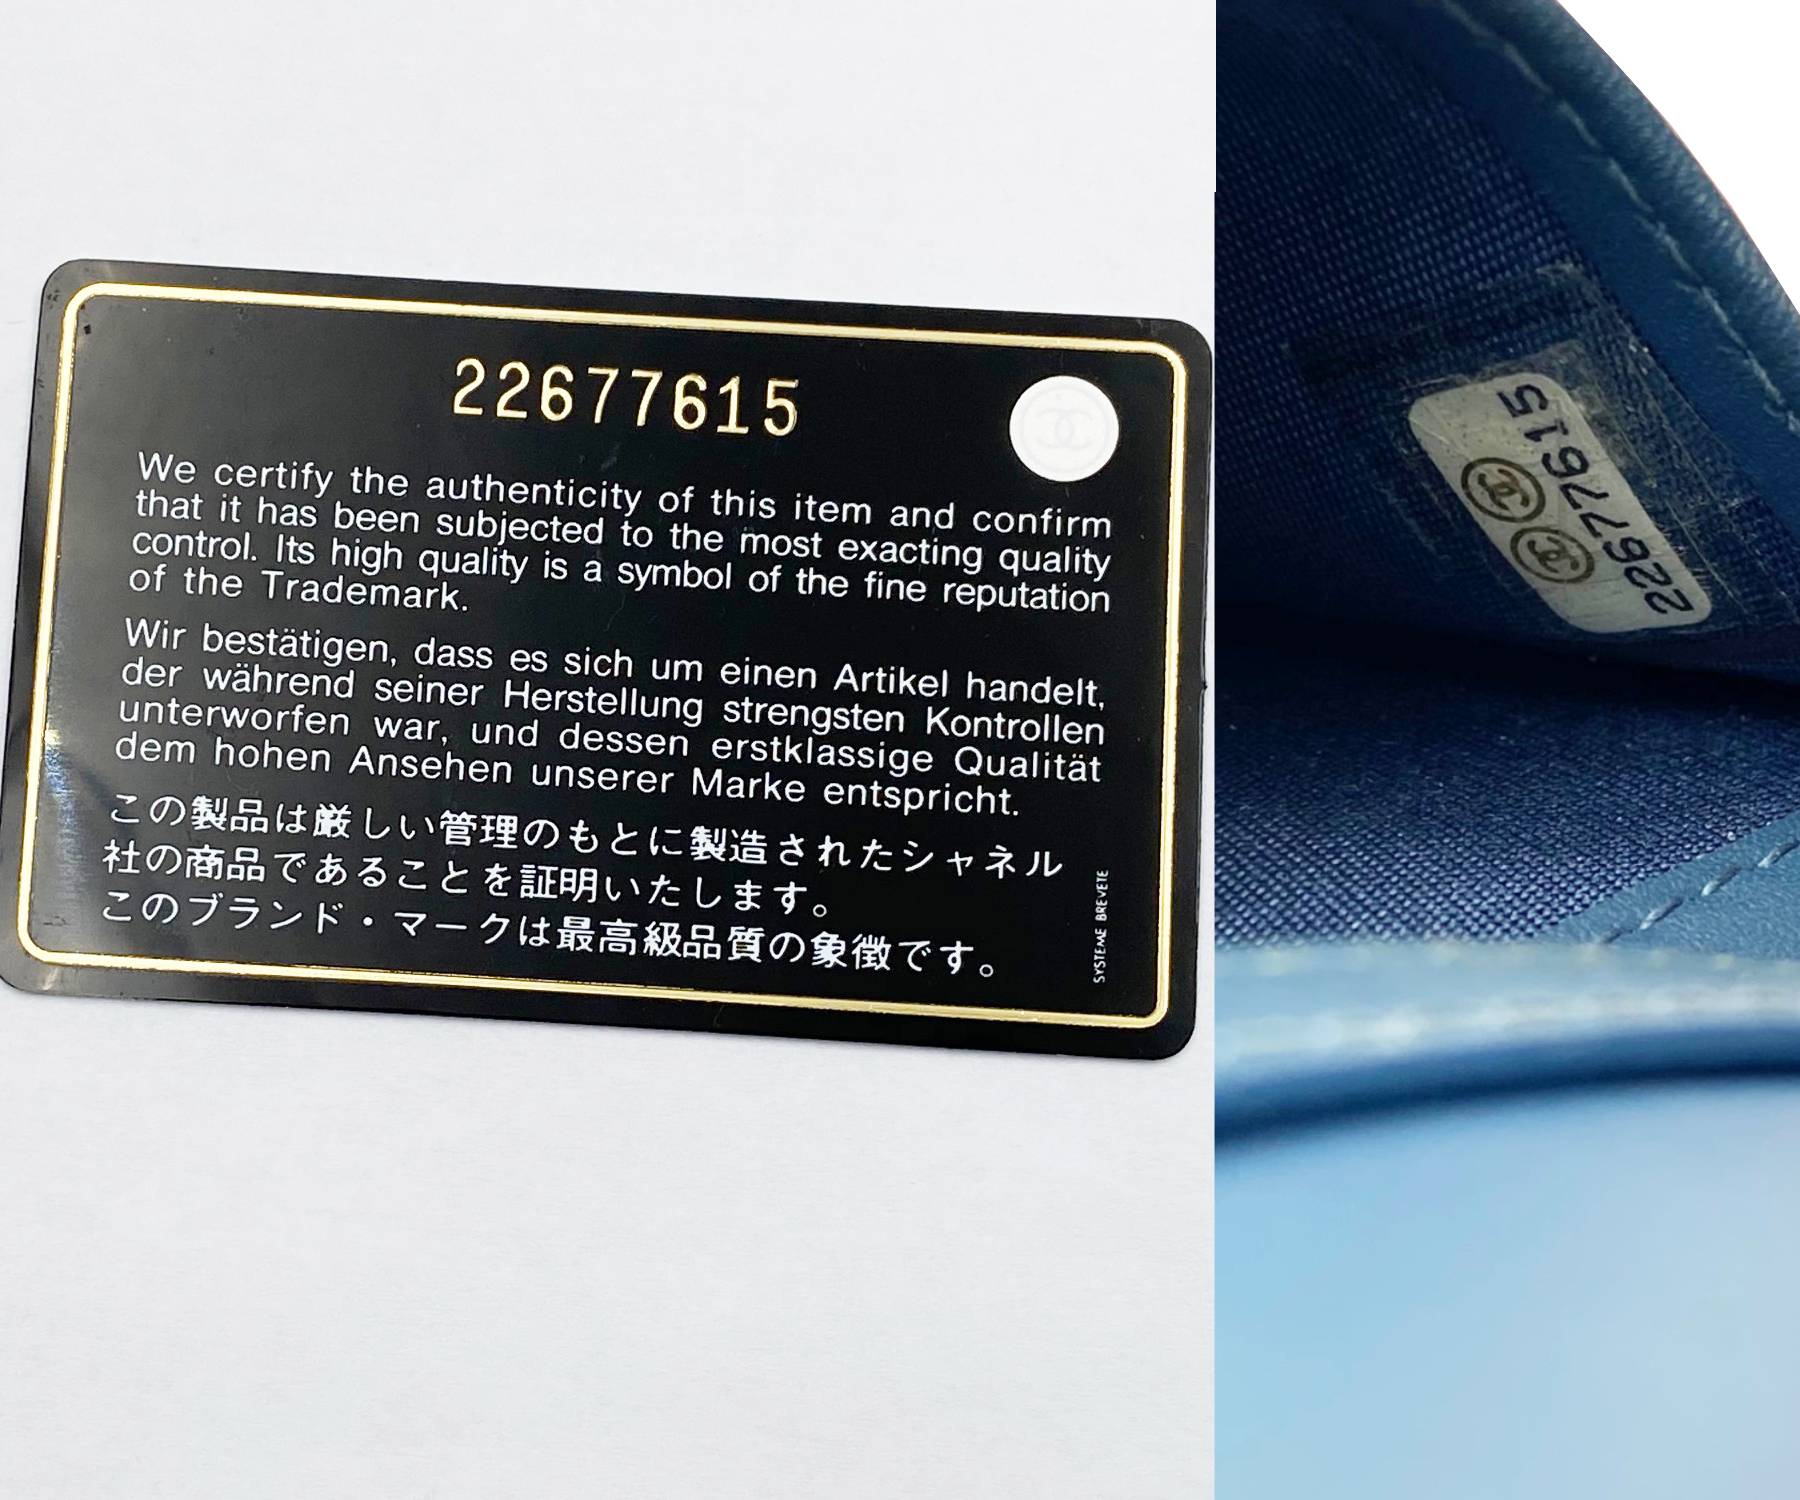 22677615
We certify the authenticity of this item and confirm
that it has been subjected to the most exacting quality
control. Its high quality is a symbol of the fine reputation
of the Trademark.
Wir bestätigen, dass es sich um einen Artikel handelt,
der während seiner Herstellung strengsten Kontrollen
unterworfen war, und dessen erstklassige Qualität
dem hohen Ansehen unserer Marke entspricht.
この製品は厳しい管理のもとに製造されたシャネル
社の商品であることを証明いたします。
このブランド・マークは最高級品質の象徴です。
SYSTEME BREVETE
22677615